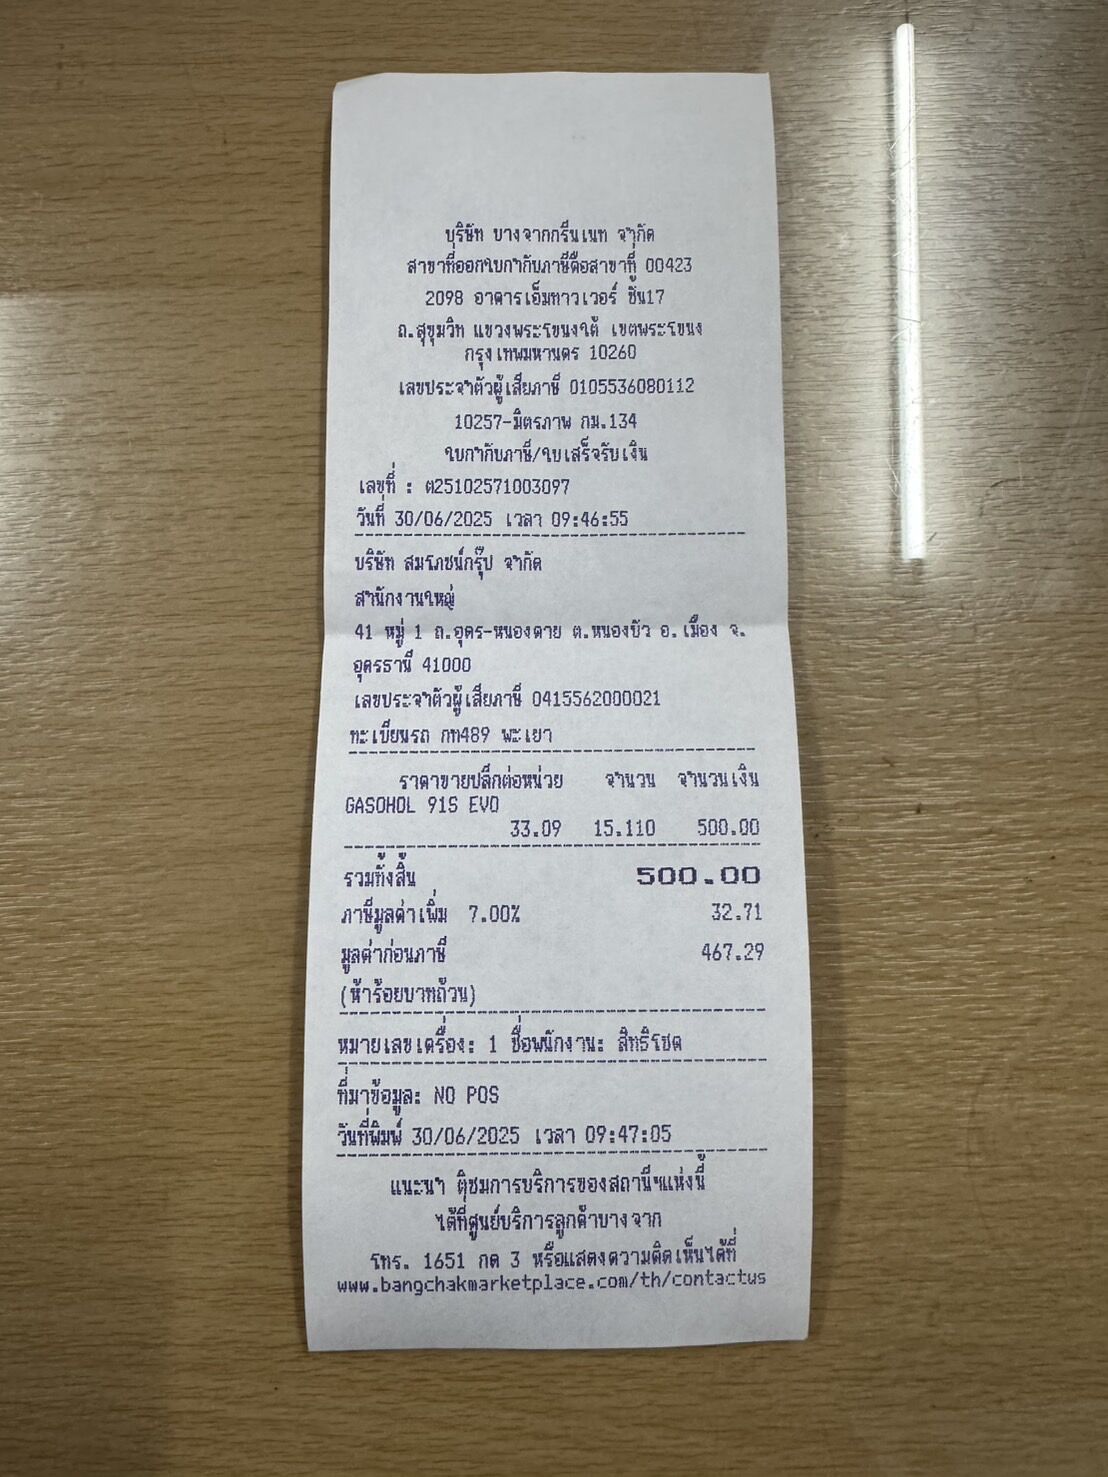 บริษัท บางจากกรีนเนท จำกัด
สาขาที่ออกใบกำกับภาษีคือสาขาที่ 00423
2098 อาคารเอ็มทาวเวอร์ ชั้น17
ถ.สุขุมวิท แขวงพระโขนงใต้ เขตพระโขนง
กรุงเทพมหานคร 10260
เลขประจำตัวผู้เสียภาษี 0105536080112
10257-มิตรภาพ กม.134
ใบกำกับภาษี/ใบเสร็จรับเงิน
เลขที่ : ต25102571003097
วันที่ 30/06/2025 เวลา 09:46:55
บริษัท สมโภชน์กรุ๊ป จำกัด
สำนักงานใหญ่
41 หมู่ 1 ถ.อุดร-หนองคาย ต.หนองบัว อ.เมือง จ.
อุดรธานี 41000
เลขประจำตัวผู้เสียภาษี 0415562000021
ทะเบียนรถ กท489 พะเยา
ราคาขายปลีกต่อหน่วย จำนวน จำนวนเงิน
GASOHOL 91S EVO
33.09 15.110 500.00
รวมทั้งสิ้น 500.00
ภาษีมูลค่าเพิ่ม 7.00% 32.71
มูลค่าก่อนภาษี 467.29
(ห้าร้อยบาทถ้วน)
หมายเลขเครื่อง: 1 ชื่อพนักงาน: สิทธิโชค
ที่มาข้อมูล: NO POS
วันที่พิมพ์ 30/06/2025 เวลา 09:47:05
แนะนำ ติชมการบริการของสถานีฯแห่งนี้
ได้ที่ศูนย์บริการลูกค้าบางจาก
โทร. 1651 กด 3 หรือแสดงความคิดเห็นได้ที่
www.bangchakmarketplace.com/th/contactus